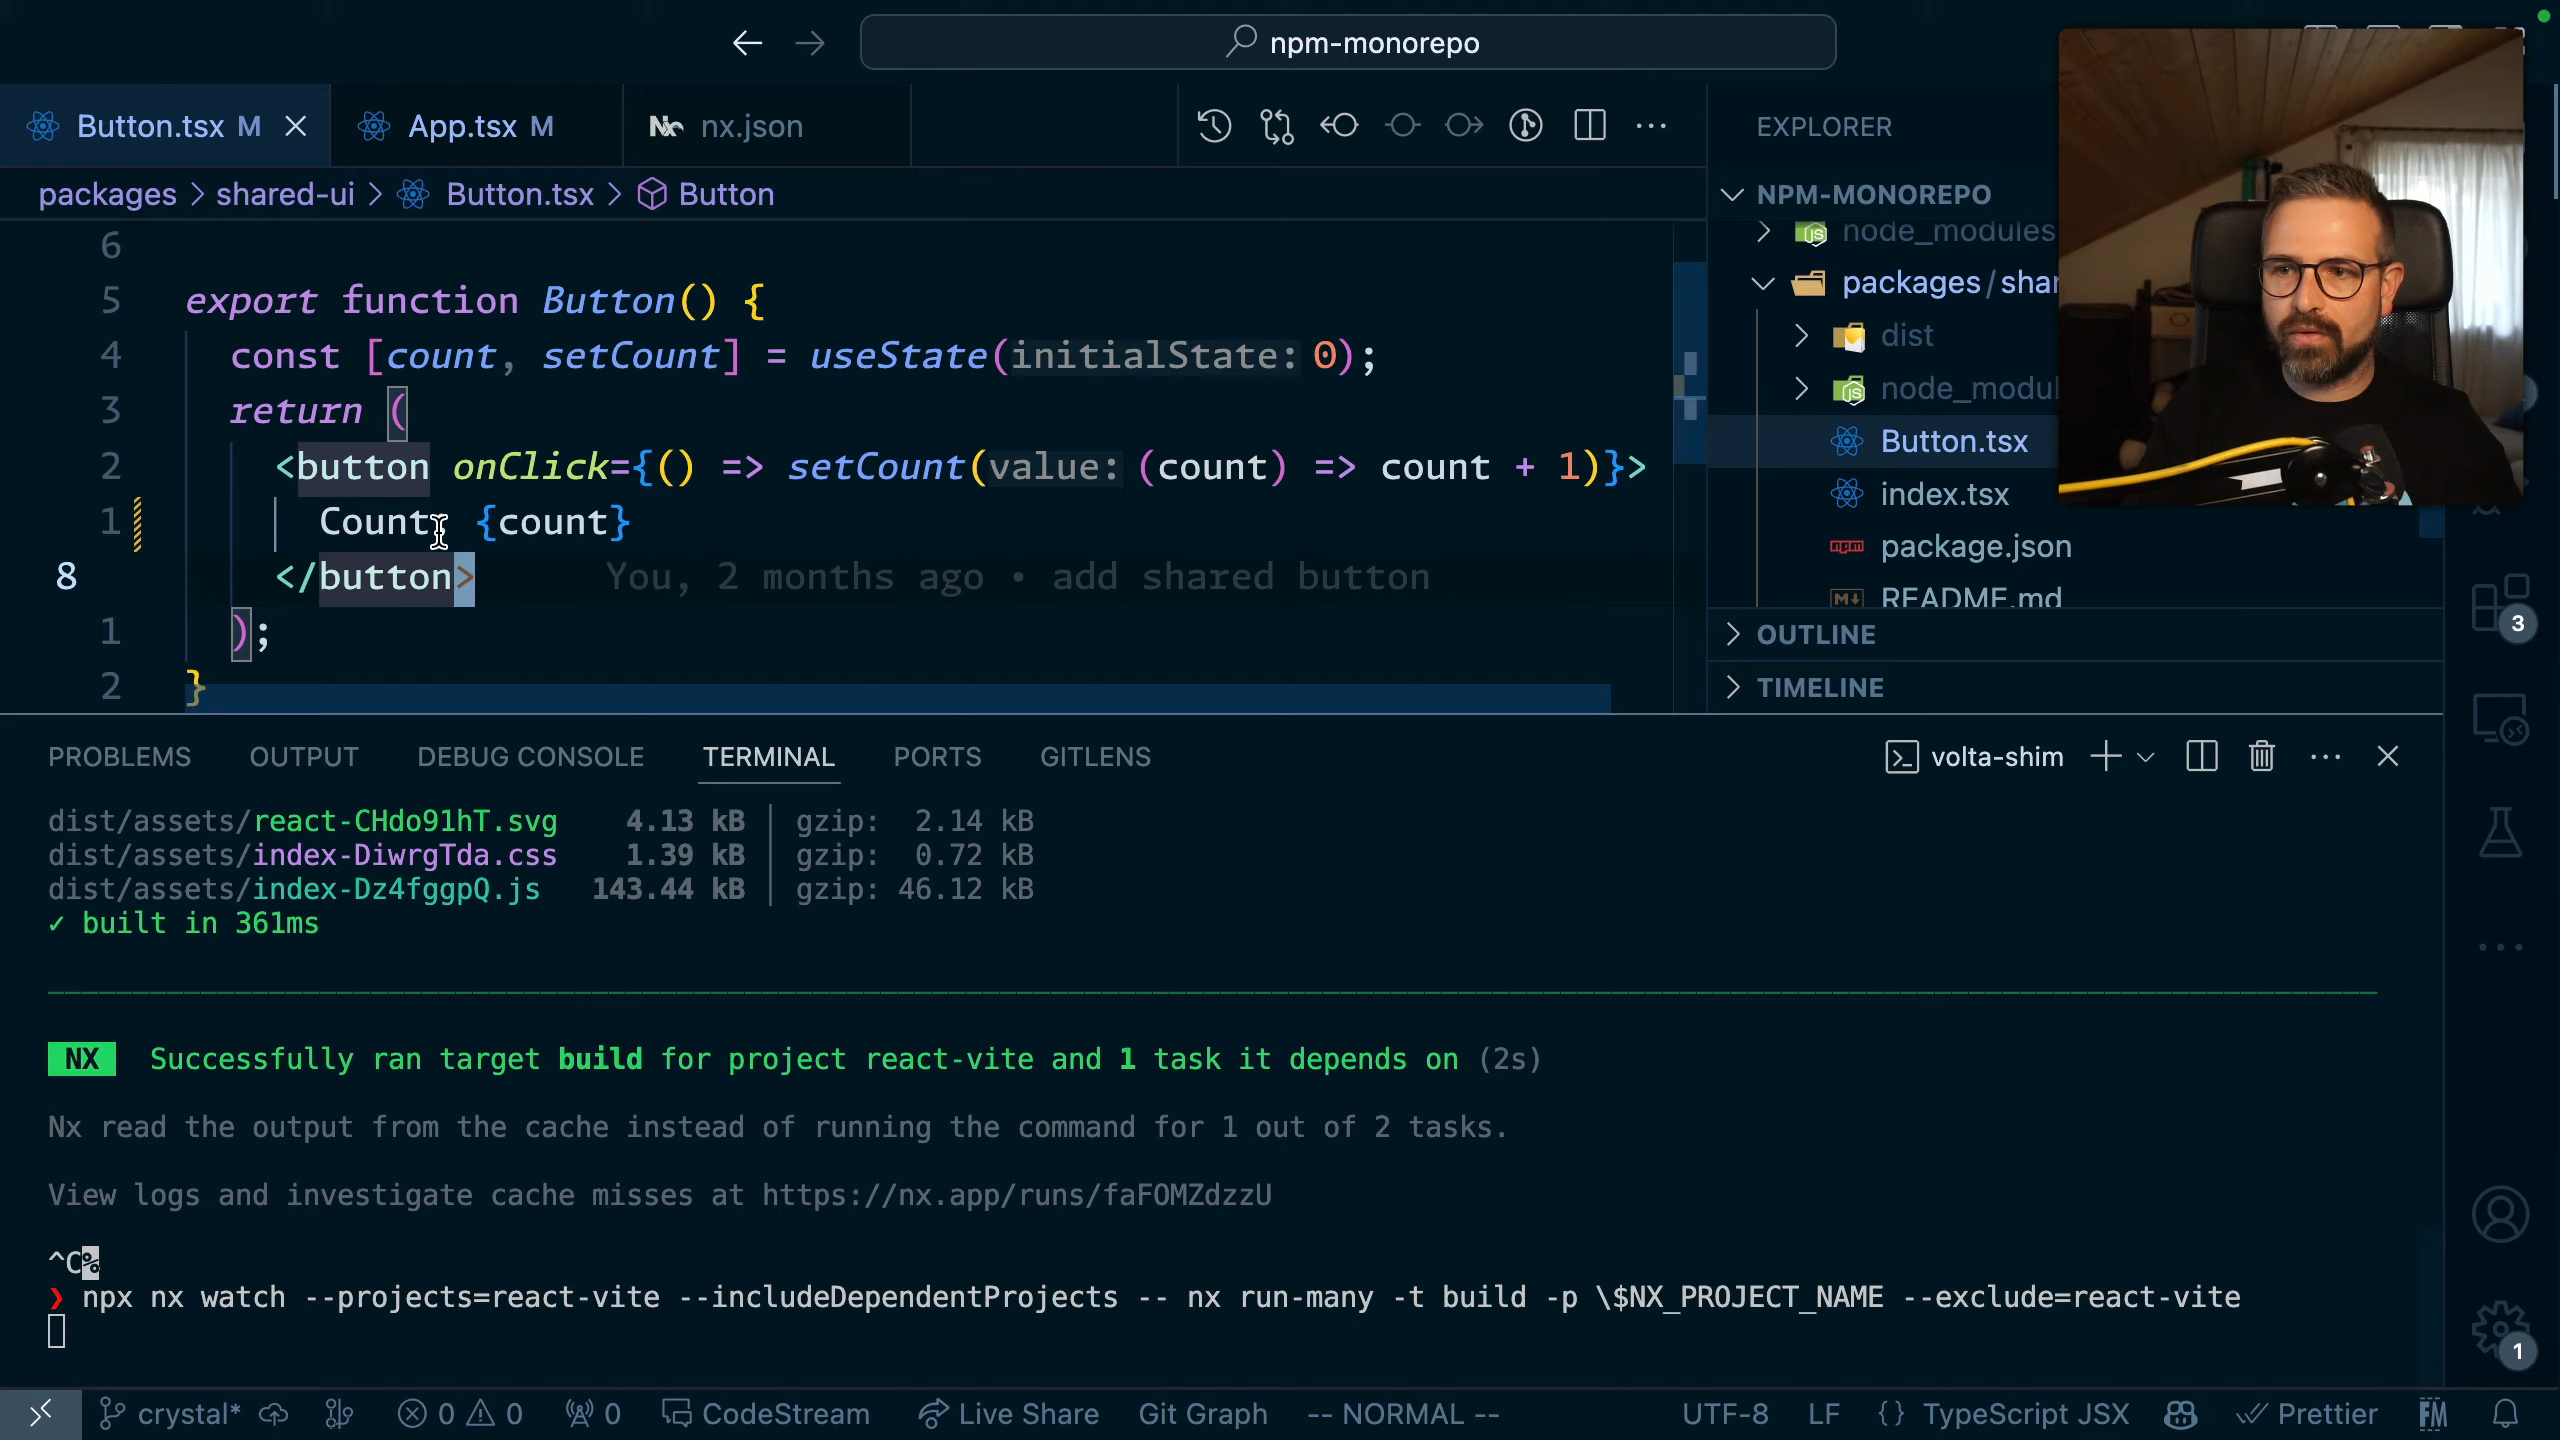 npm-monorepo
Button.tsx M
App.tsx M
nx.json
packages > shared-ui > Button.tsx > Button
6
5 export function Button() {
4 const [count, setCount] = useState(initialState: 0);
3 return (
2 <button onClick={() => setCount(value: (count) => count + 1)}>
1 Count: {count}
8 </button> You, 2 months ago • add shared button
1 );
2 }
EXPLORER
NPM-MONOREPO
node_modules
packages/shar
dist
node_modul
Button.tsx
index.tsx
package.json
README.md
OUTLINE
TIMELINE
3
PROBLEMS OUTPUT DEBUG CONSOLE TERMINAL PORTS GITLENS
volta-shim
dist/assets/react-CHdo91hT.svg 4.13 kB │ gzip: 2.14 kB
dist/assets/index-DiwrgTda.css 1.39 kB │ gzip: 0.72 kB
dist/assets/index-Dz4fggpQ.js 143.44 kB │ gzip: 46.12 kB
✓ built in 361ms
NX Successfully ran target build for project react-vite and 1 task it depends on (2s)
Nx read the output from the cache instead of running the command for 1 out of 2 tasks.
View logs and investigate cache misses at https://nx.app/runs/faFOMZdzzU
^C%
❯ npx nx watch --projects=react-vite --includeDependentProjects -- nx run-many -t build -p \$NX_PROJECT_NAME --exclude=react-vite
1
crystal* 0 0 0 CodeStream Live Share Git Graph -- NORMAL -- UTF-8 LF {} TypeScript JSX Prettier FM